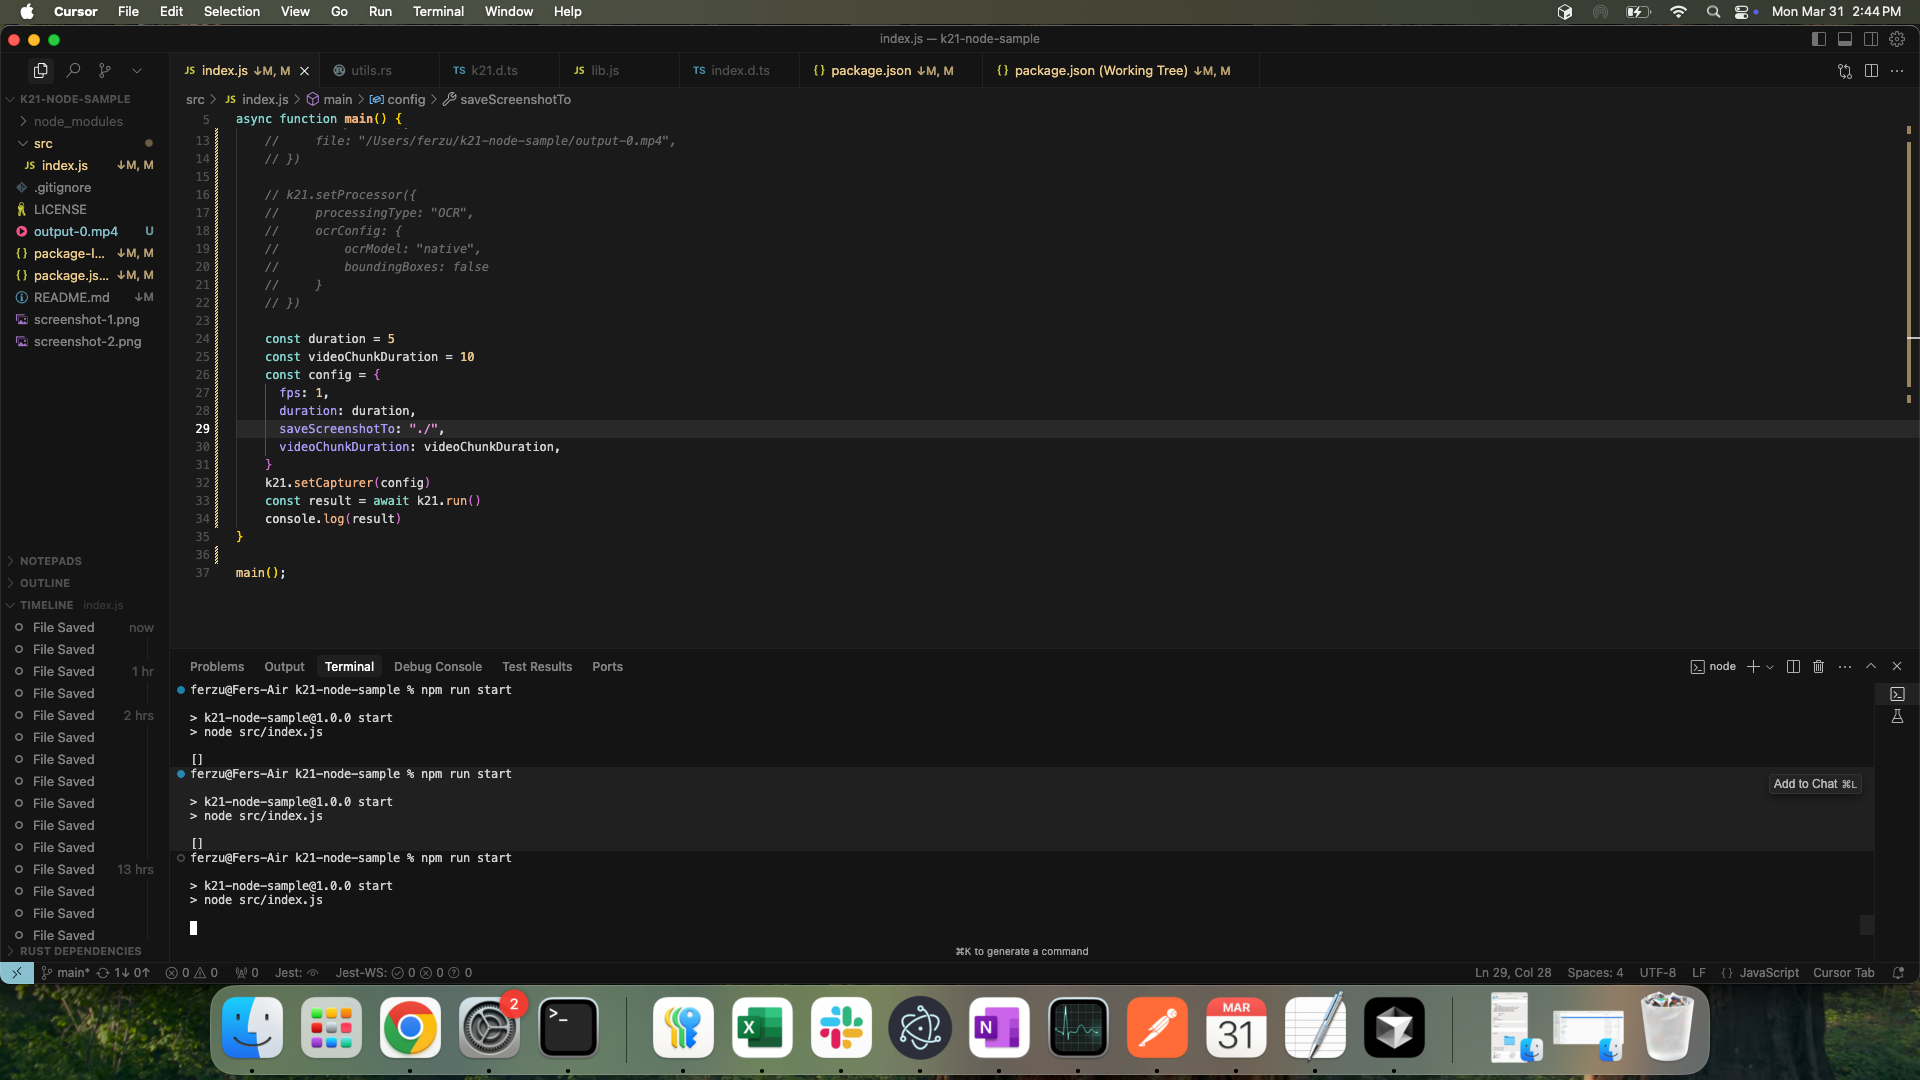 Cursor File Edit Selection View Go Run Terminal Window Help
Mon Mar 31 2:44 PM
index.js — k21-node-sample
JS index.js ↓M, M
utils.rs
TS k21.d.ts
JS lib.js
TS index.d.ts
{} package.json ↓M, M
{} package.json (Working Tree) ↓M, M
K21-NODE-SAMPLE
node_modules
src
JS index.js ↓M, M
.gitignore
LICENSE
output-0.mp4 U
{} package-l... ↓M, M
{} package.js... ↓M, M
README.md ↓M
screenshot-1.png
screenshot-2.png
NOTEPADS
OUTLINE
TIMELINE index.js
File Saved now
File Saved
File Saved 1 hr
File Saved
File Saved 2 hrs
File Saved
File Saved
File Saved
File Saved
File Saved
File Saved
File Saved 13 hrs
File Saved
File Saved
File Saved
RUST DEPENDENCIES
src > JS index.js > main > config > saveScreenshotTo
5 async function main() {
13 //     file: "/Users/ferzu/k21-node-sample/output-0.mp4",
14 // })
15
16 // k21.setProcessor({
17 //     processingType: "OCR",
18 //     ocrConfig: {
19 //         ocrModel: "native",
20 //         boundingBoxes: false
21 //     }
22 // })
23
24 const duration = 5
25 const videoChunkDuration = 10
26 const config = {
27 fps: 1,
28 duration: duration,
29 saveScreenshotTo: "./",
30 videoChunkDuration: videoChunkDuration,
31 }
32 k21.setCapturer(config)
33 const result = await k21.run()
34 console.log(result)
35 }
36
37 main();
Problems Output Terminal Debug Console Test Results Ports
node
ferzu@Fers-Air k21-node-sample % npm run start
> k21-node-sample@1.0.0 start
> node src/index.js
[]
ferzu@Fers-Air k21-node-sample % npm run start
Add to Chat ⌘L
> k21-node-sample@1.0.0 start
> node src/index.js
[]
ferzu@Fers-Air k21-node-sample % npm run start
> k21-node-sample@1.0.0 start
> node src/index.js
⌘K to generate a command
main* 1↓ 0↑ 0 0 0 Jest: Jest-WS: 0 0 0
Ln 29, Col 28 Spaces: 4 UTF-8 LF {} JavaScript Cursor Tab
2
>_
X
N
MAR
31